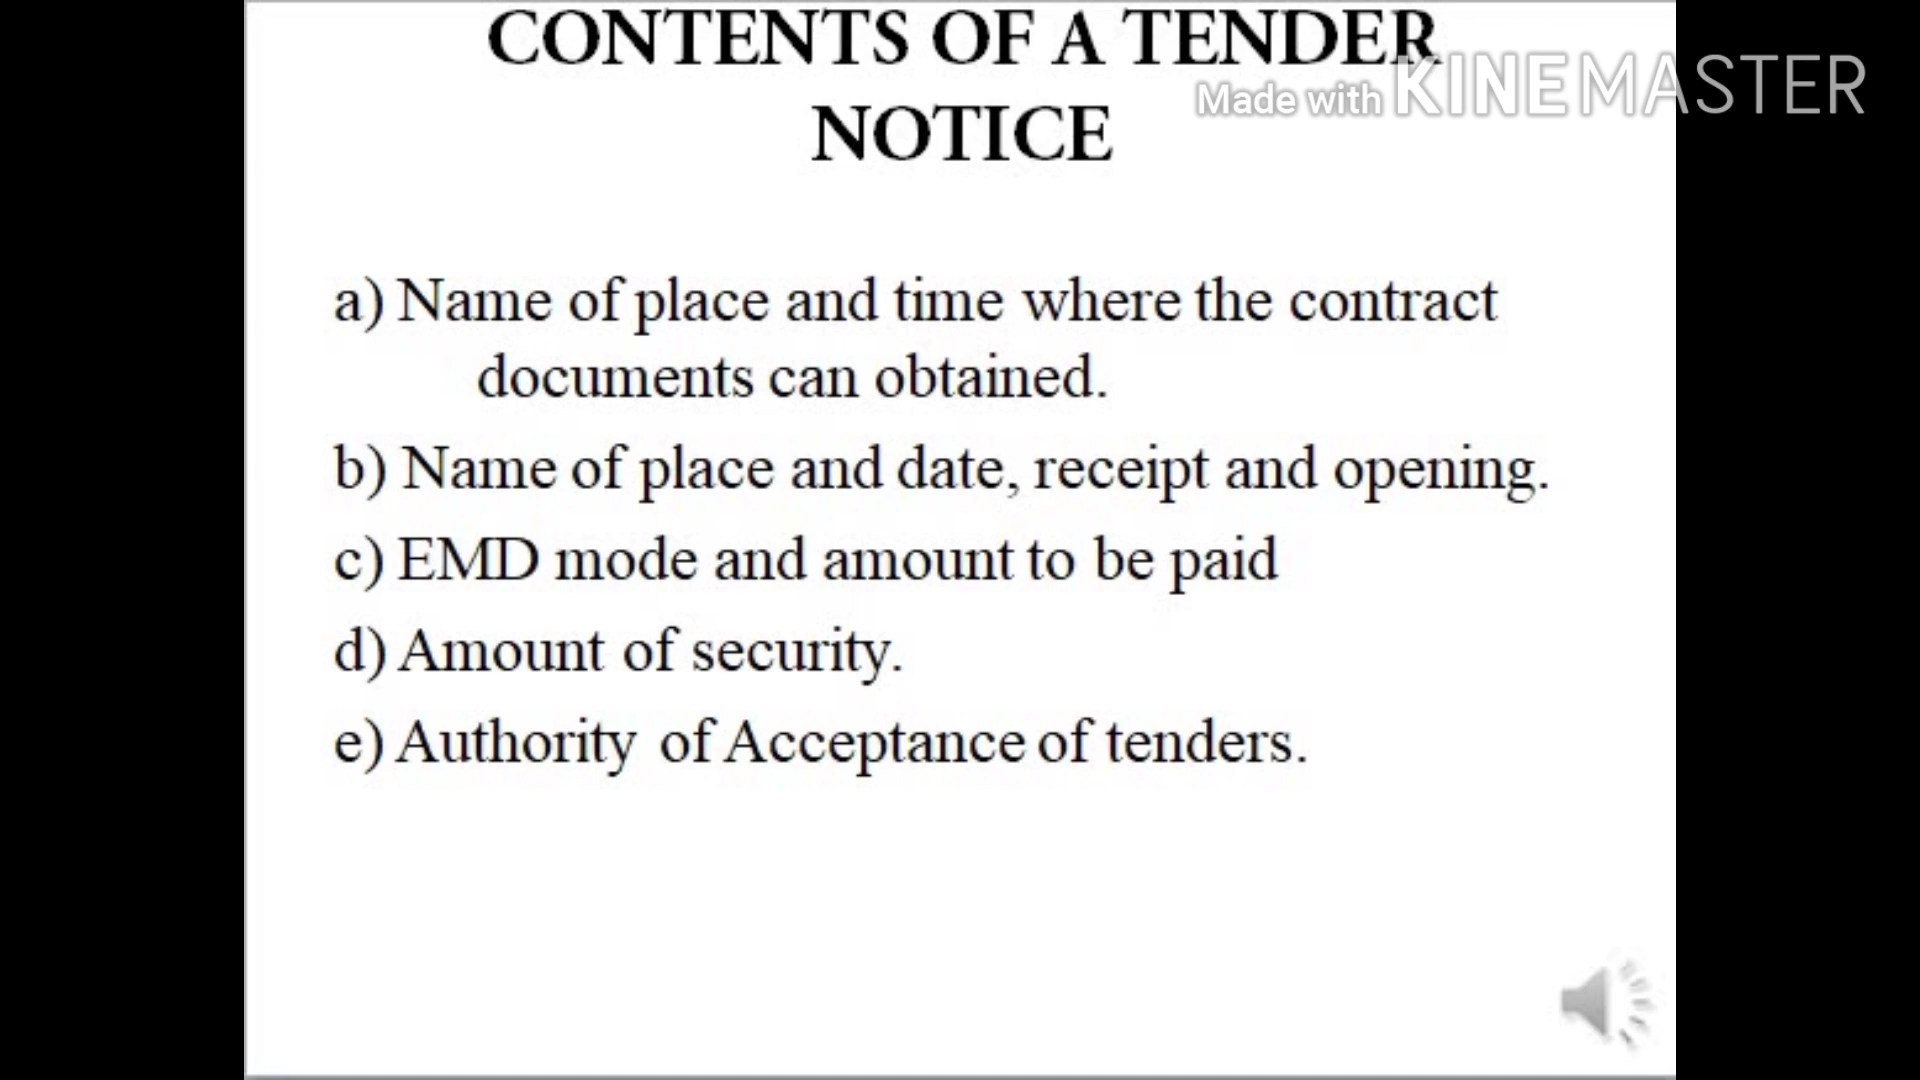 CONTENTS OF A TENDER
NOTICE
Made with KINEMASTER
a) Name of place and time where the contract
documents can obtained.
b) Name of place and date, receipt and opening.
c) EMD mode and amount to be paid
d) Amount of security.
e) Authority of Acceptance of tenders.